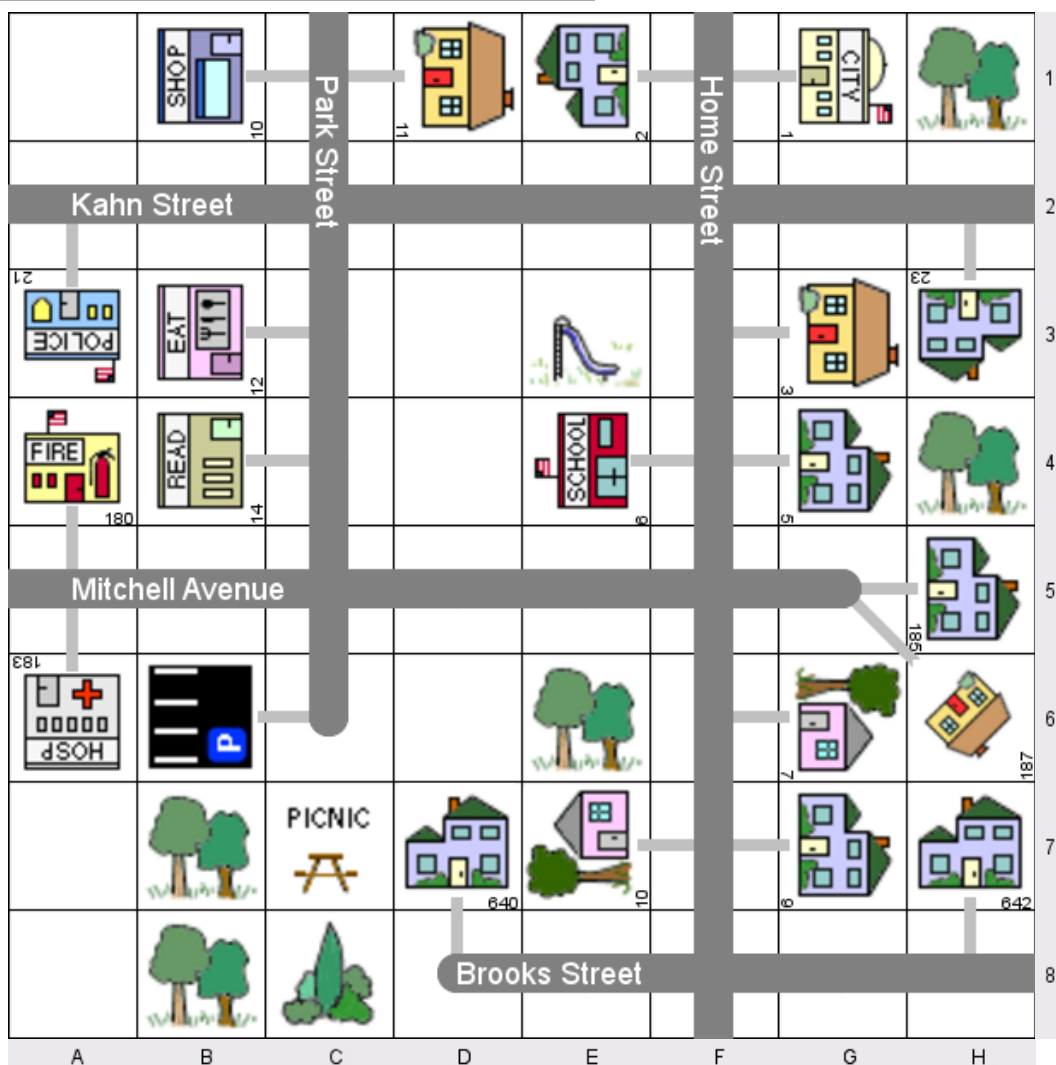 SHOP
10
Park Street
11
2
Home Street
CITY
1
1
Kahn Street
2
21
POLICE
EAT
12
3
23
3
FIRE
180
READ
14
SCHOOL
6
5
4
Mitchell Avenue
185
5
183
HOSP
P
7
187
6
PICNIC
640
10
9
642
7
Brooks Street
8
A B C D E F G H